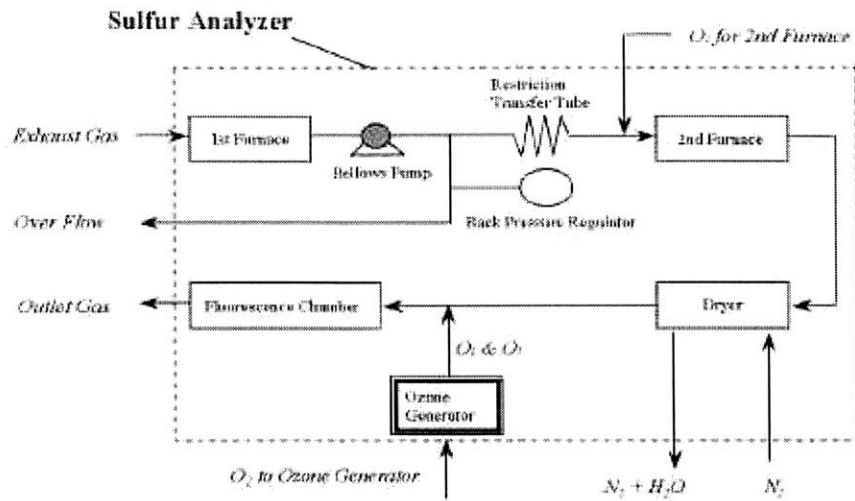 Sulfur Analyzer
O₂ for 2nd Furnace
Restriction
Transfer Tube
Exhaust Gas
1st Furnace
2nd Furnace
Bellows Pump
Over Flow
Back Pressure Regulator
Outlet Gas
Fluorescence Chamber
Dryer
O₂ & O₃
Ozone
Generator
O₂ to Ozone Generator
N₂ + H₂O
N₂